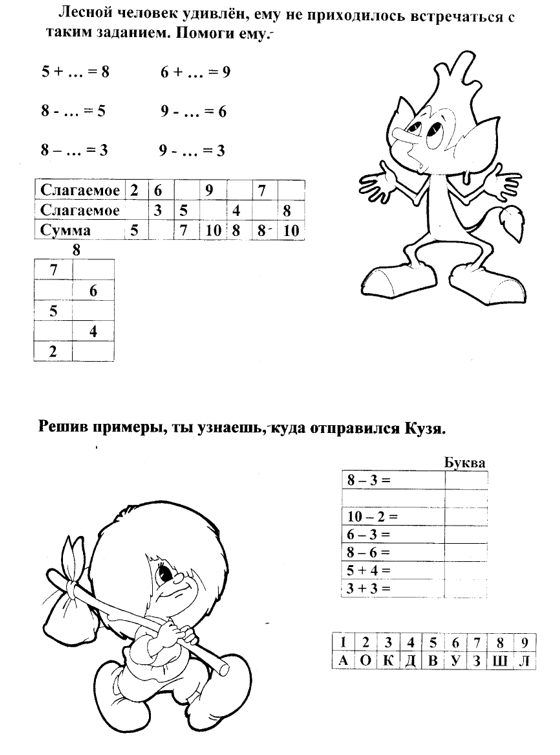 Лесной человек удивлён, ему не приходилось встречаться с
таким заданием. Помоги ему.
5 + … = 8 6 + … = 9
8 - … = 5 9 - … = 6
8 – … = 3 9 - … = 3
Слагаемое 2 6 9 7
Слагаемое 3 5 4 8
Сумма 5 7 10 8 8 10
8
7
6
5
4
2
Решив примеры, ты узнаешь, куда отправился Кузя.
Буква
8 – 3 =
10 – 2 =
6 – 3 =
8 – 6 =
5 + 4 =
3 + 3 =
1 2 3 4 5 6 7 8 9
А О К Д В У З Ш Л